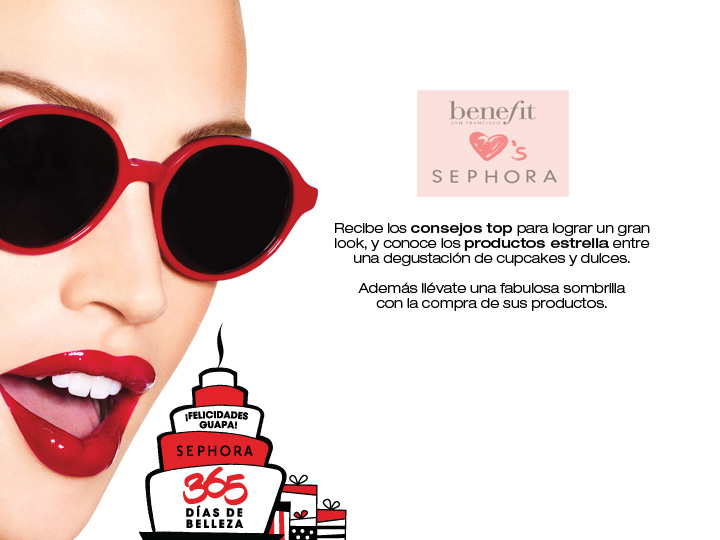 benefit
SAN FRANCISCO
's
SEPHORA
Recibe los consejos top para lograr un gran
look, y conoce los productos estrella entre
una degustación de cupcakes y dulces.
Además llévate una fabulosa sombrilla
con la compra de sus productos.
¡FELICIDADES
GUAPA!
SEPHORA
365
DÍAS DE
BELLEZA